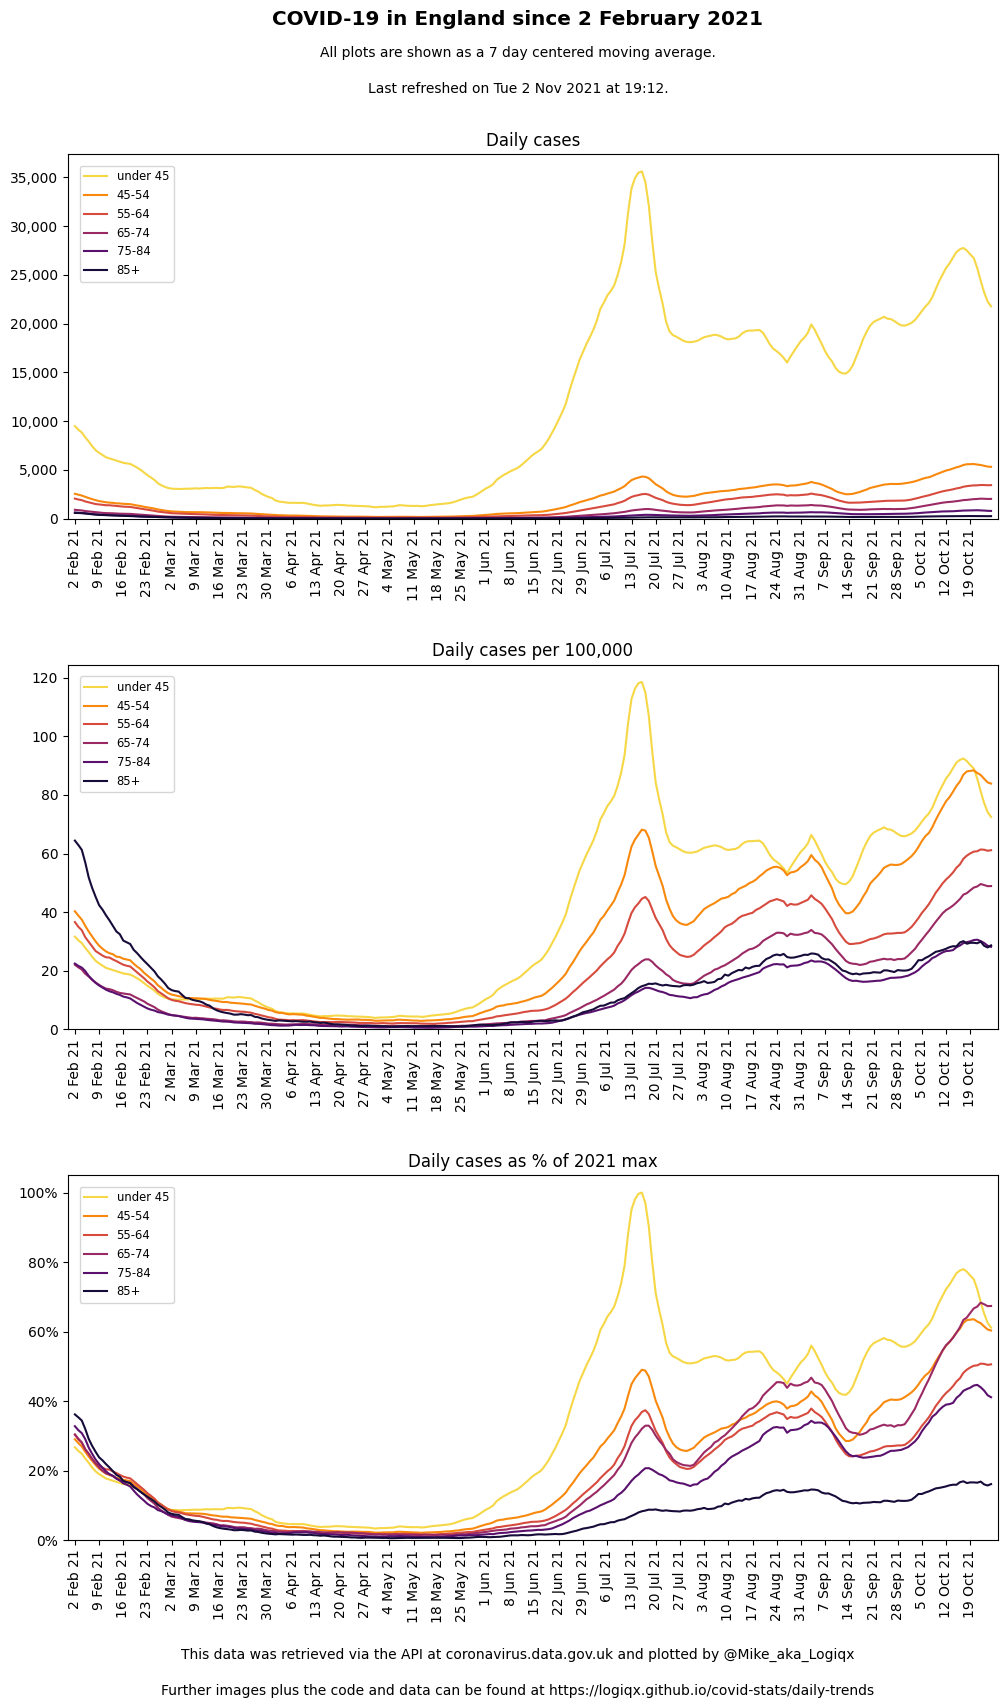 COVID-19 in England since 2 February 2021
All plots are shown as a 7 day centered moving average.
Last refreshed on Tue 2 Nov 2021 at 19:12.
Daily cases
under 45
45-54
55-64
65-74
75-84
85+
35,000
30,000
25,000
20,000
15,000
10,000
5,000
0
2 Feb 21
9 Feb 21
16 Feb 21
23 Feb 21
2 Mar 21
9 Mar 21
16 Mar 21
23 Mar 21
30 Mar 21
6 Apr 21
13 Apr 21
20 Apr 21
27 Apr 21
4 May 21
11 May 21
18 May 21
25 May 21
1 Jun 21
8 Jun 21
15 Jun 21
22 Jun 21
29 Jun 21
6 Jul 21
13 Jul 21
20 Jul 21
27 Jul 21
3 Aug 21
10 Aug 21
17 Aug 21
24 Aug 21
31 Aug 21
7 Sep 21
14 Sep 21
21 Sep 21
28 Sep 21
5 Oct 21
12 Oct 21
19 Oct 21
Daily cases per 100,000
under 45
45-54
55-64
65-74
75-84
85+
120
100
80
60
40
20
0
2 Feb 21
9 Feb 21
16 Feb 21
23 Feb 21
2 Mar 21
9 Mar 21
16 Mar 21
23 Mar 21
30 Mar 21
6 Apr 21
13 Apr 21
20 Apr 21
27 Apr 21
4 May 21
11 May 21
18 May 21
25 May 21
1 Jun 21
8 Jun 21
15 Jun 21
22 Jun 21
29 Jun 21
6 Jul 21
13 Jul 21
20 Jul 21
27 Jul 21
3 Aug 21
10 Aug 21
17 Aug 21
24 Aug 21
31 Aug 21
7 Sep 21
14 Sep 21
21 Sep 21
28 Sep 21
5 Oct 21
12 Oct 21
19 Oct 21
Daily cases as % of 2021 max
under 45
45-54
55-64
65-74
75-84
85+
100%
80%
60%
40%
20%
0%
2 Feb 21
9 Feb 21
16 Feb 21
23 Feb 21
2 Mar 21
9 Mar 21
16 Mar 21
23 Mar 21
30 Mar 21
6 Apr 21
13 Apr 21
20 Apr 21
27 Apr 21
4 May 21
11 May 21
18 May 21
25 May 21
1 Jun 21
8 Jun 21
15 Jun 21
22 Jun 21
29 Jun 21
6 Jul 21
13 Jul 21
20 Jul 21
27 Jul 21
3 Aug 21
10 Aug 21
17 Aug 21
24 Aug 21
31 Aug 21
7 Sep 21
14 Sep 21
21 Sep 21
28 Sep 21
5 Oct 21
12 Oct 21
19 Oct 21
This data was retrieved via the API at coronavirus.data.gov.uk and plotted by @Mike_aka_Logiqx
Further images plus the code and data can be found at https://logiqx.github.io/covid-stats/daily-trends